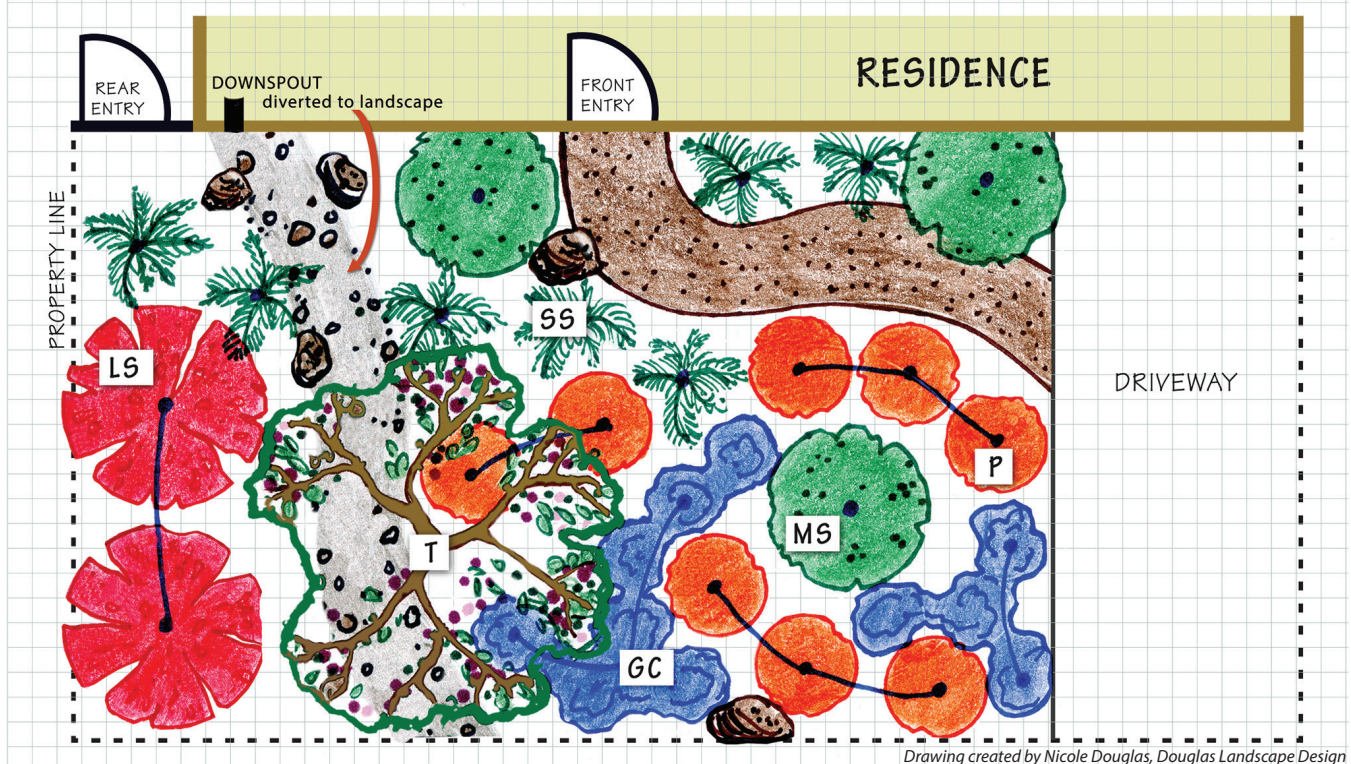 REAR
ENTRY
DOWNSPOUT
diverted to landscape
FRONT
ENTRY
RESIDENCE
PROPERTY LINE
SS
LS
DRIVEWAY
P
MS
T
GC
Drawing created by Nicole Douglas, Douglas Landscape Design